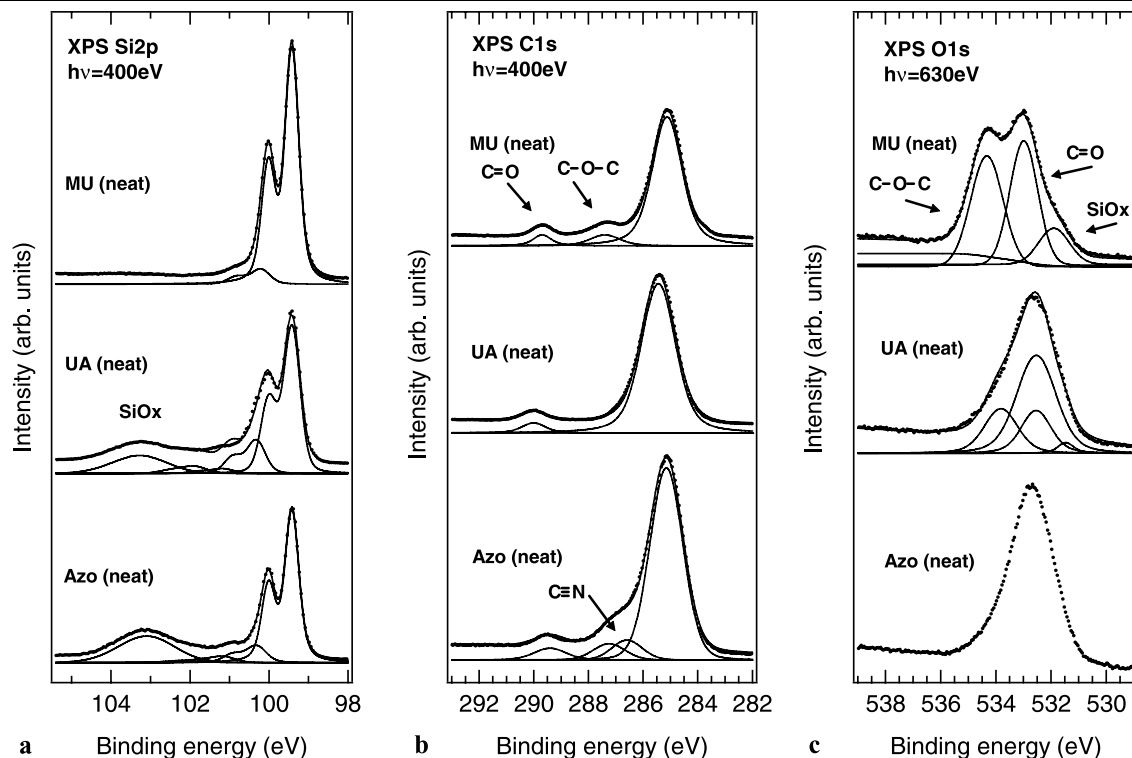 XPS Si2p
hν=400eV
MU (neat)
UA (neat)
SiOx
Azo (neat)
Intensity (arb. units)
104 102 100 98
a Binding energy (eV)
XPS C1s
hν=400eV
MU (neat)
C=O
C-O-C
UA (neat)
Azo (neat)
C≡N
Intensity (arb. units)
292 290 288 286 284 282
b Binding energy (eV)
XPS O1s
hν=630eV
MU (neat)
C=O
C-O-C
SiOx
UA (neat)
Azo (neat)
Intensity (arb. units)
538 536 534 532 530
c Binding energy (eV)